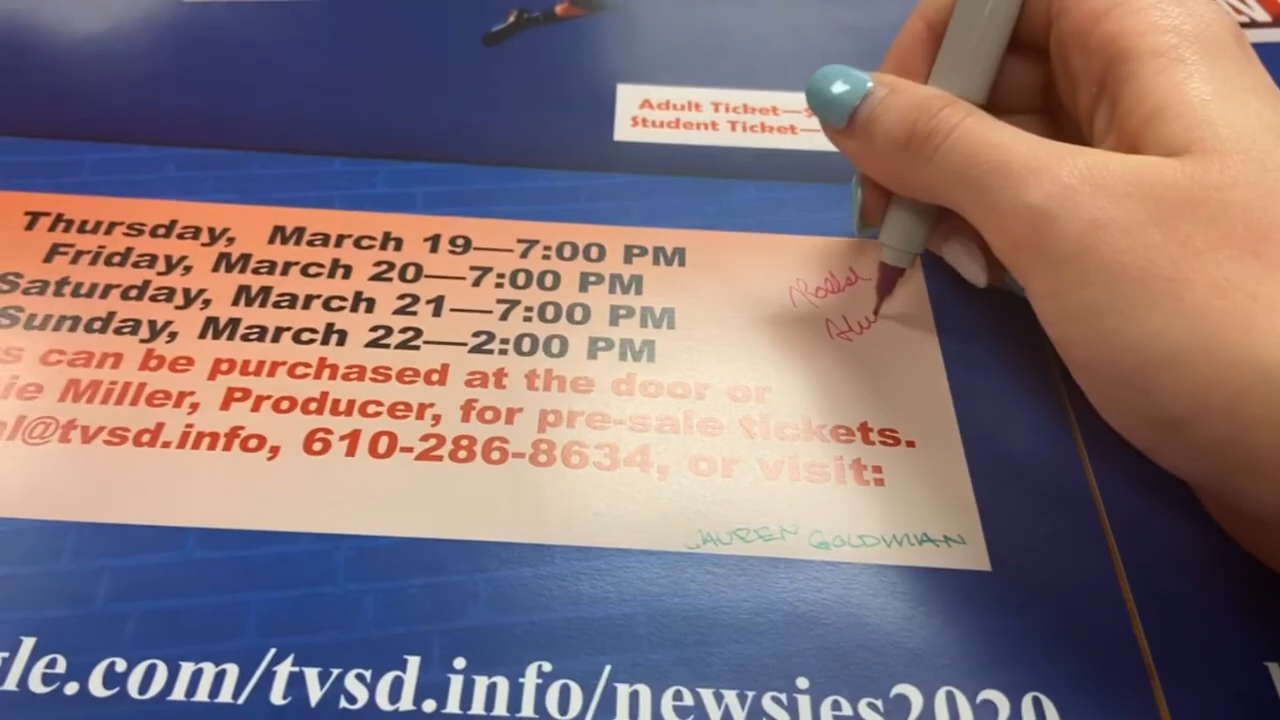 Adult Ticket—$
Student Ticket—
Thursday, March 19—7:00 PM
Friday, March 20—7:00 PM
Saturday, March 21—7:00 PM
Sunday, March 22—2:00 PM
s can be purchased at the door or
ie Miller, Producer, for pre-sale tickets.
l@tvsd.info, 610-286-8634, or visit:
LAUREN GOLDMAN
gle.com/tvsd.info/newsies2020